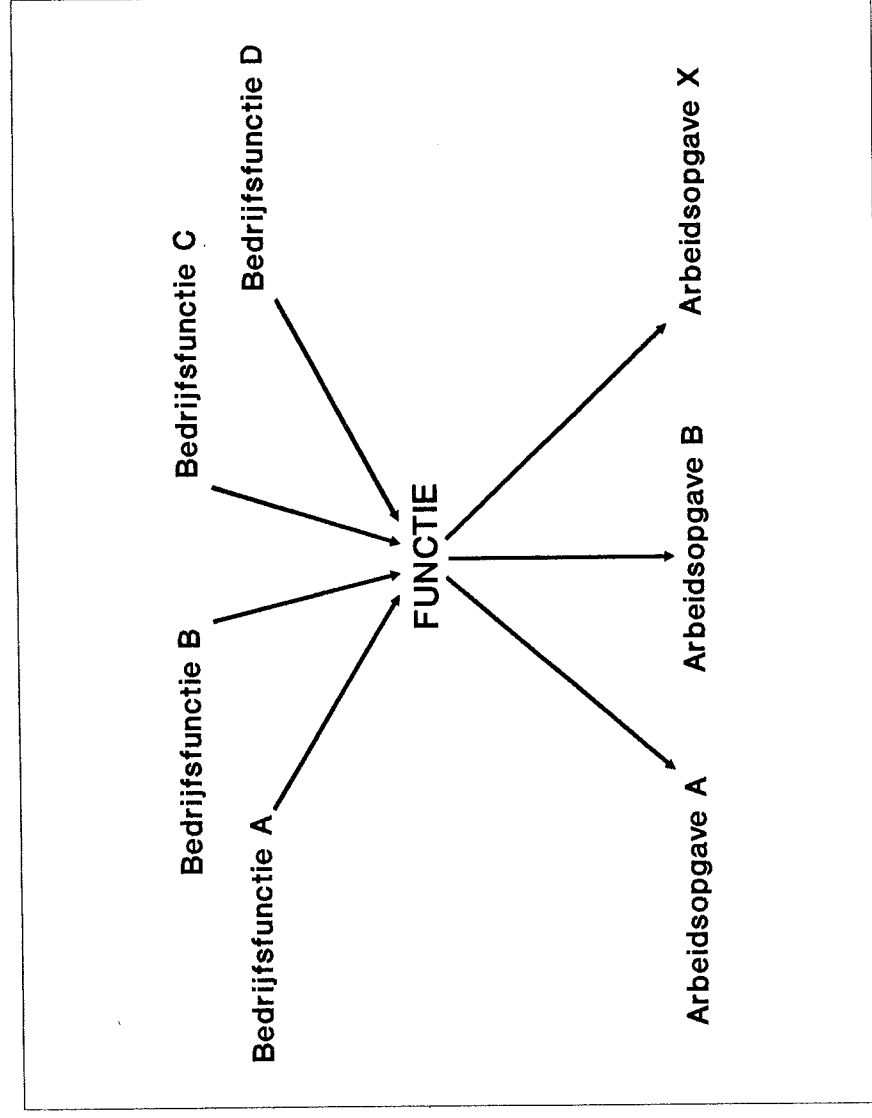 Bedrijfsfunctie A
Bedrijfsfunctie B
Bedrijfsfunctie C
Bedrijfsfunctie D
FUNCTIE
Arbeidsopgave A
Arbeidsopgave B
Arbeidsopgave X